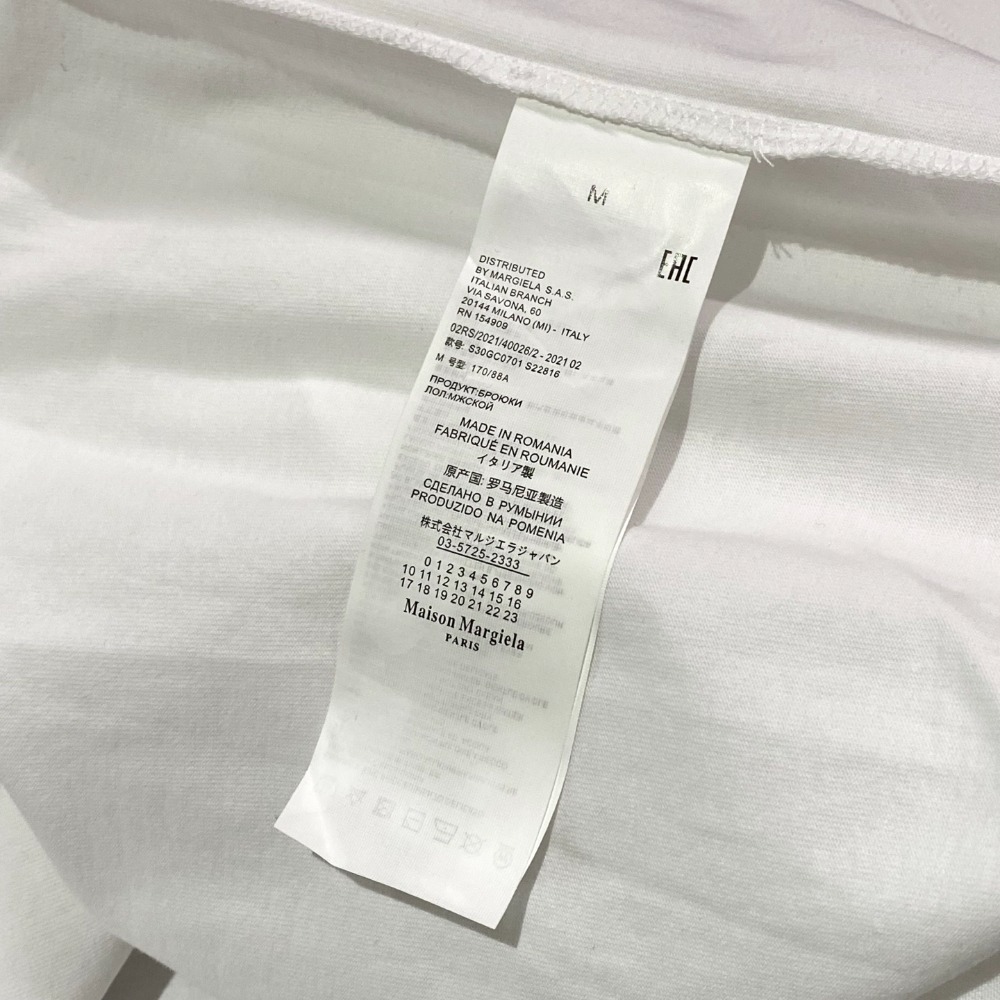 M
EHC
DISTRIBUTED
BY MARGIELA S.A.S.
ITALIAN BRANCH
VIA SAVONA, 60
20144 MILANO (MI) - ITALY
RN 154909
02RS/2021/40026/2 - 2021 02
款号: S30GC0701 S22816
M 号型 170/88A
ПРОДУКТ:БРОЮКИ
ЛОЛ:МЖСКОЙ
MADE IN ROMANIA
FABRIQUÉ EN ROUMANIE
イタリア製
原产国: 罗马尼亚製造
СДЕЛАНО В РУМЫНИИ
PRODUZIDO NA POMENIA
株式会社マルジエラジャパン
03-5725-2333
0 1 2 3 4 5 6 7 8 9
10 11 12 13 14 15 16
17 18 19 20 21 22 23
Maison Margiela
PARIS